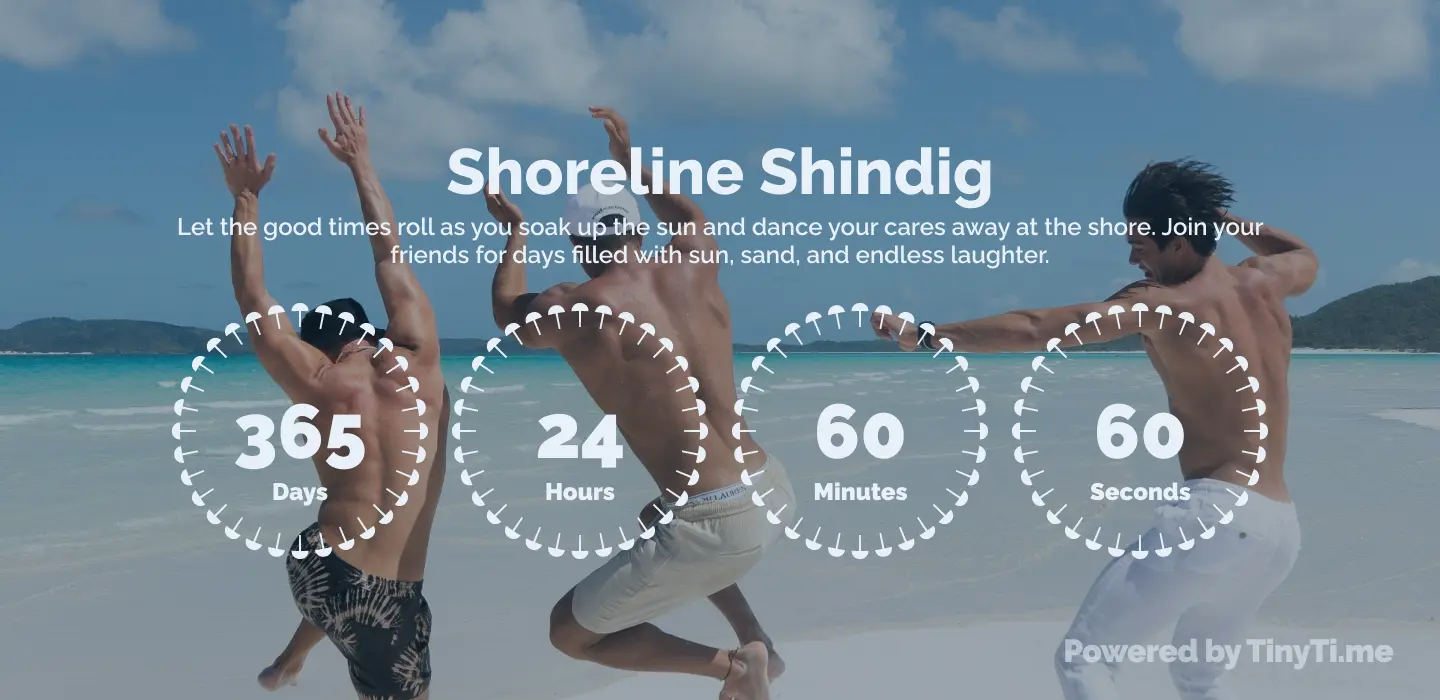 Shoreline Shindig
Let the good times roll as you soak up the sun and dance your cares away at the shore. Join your
friends for days filled with sun, sand, and endless laughter.
365 24 60 60
Days Hours Minutes Seconds
Powered by TinyTi.me